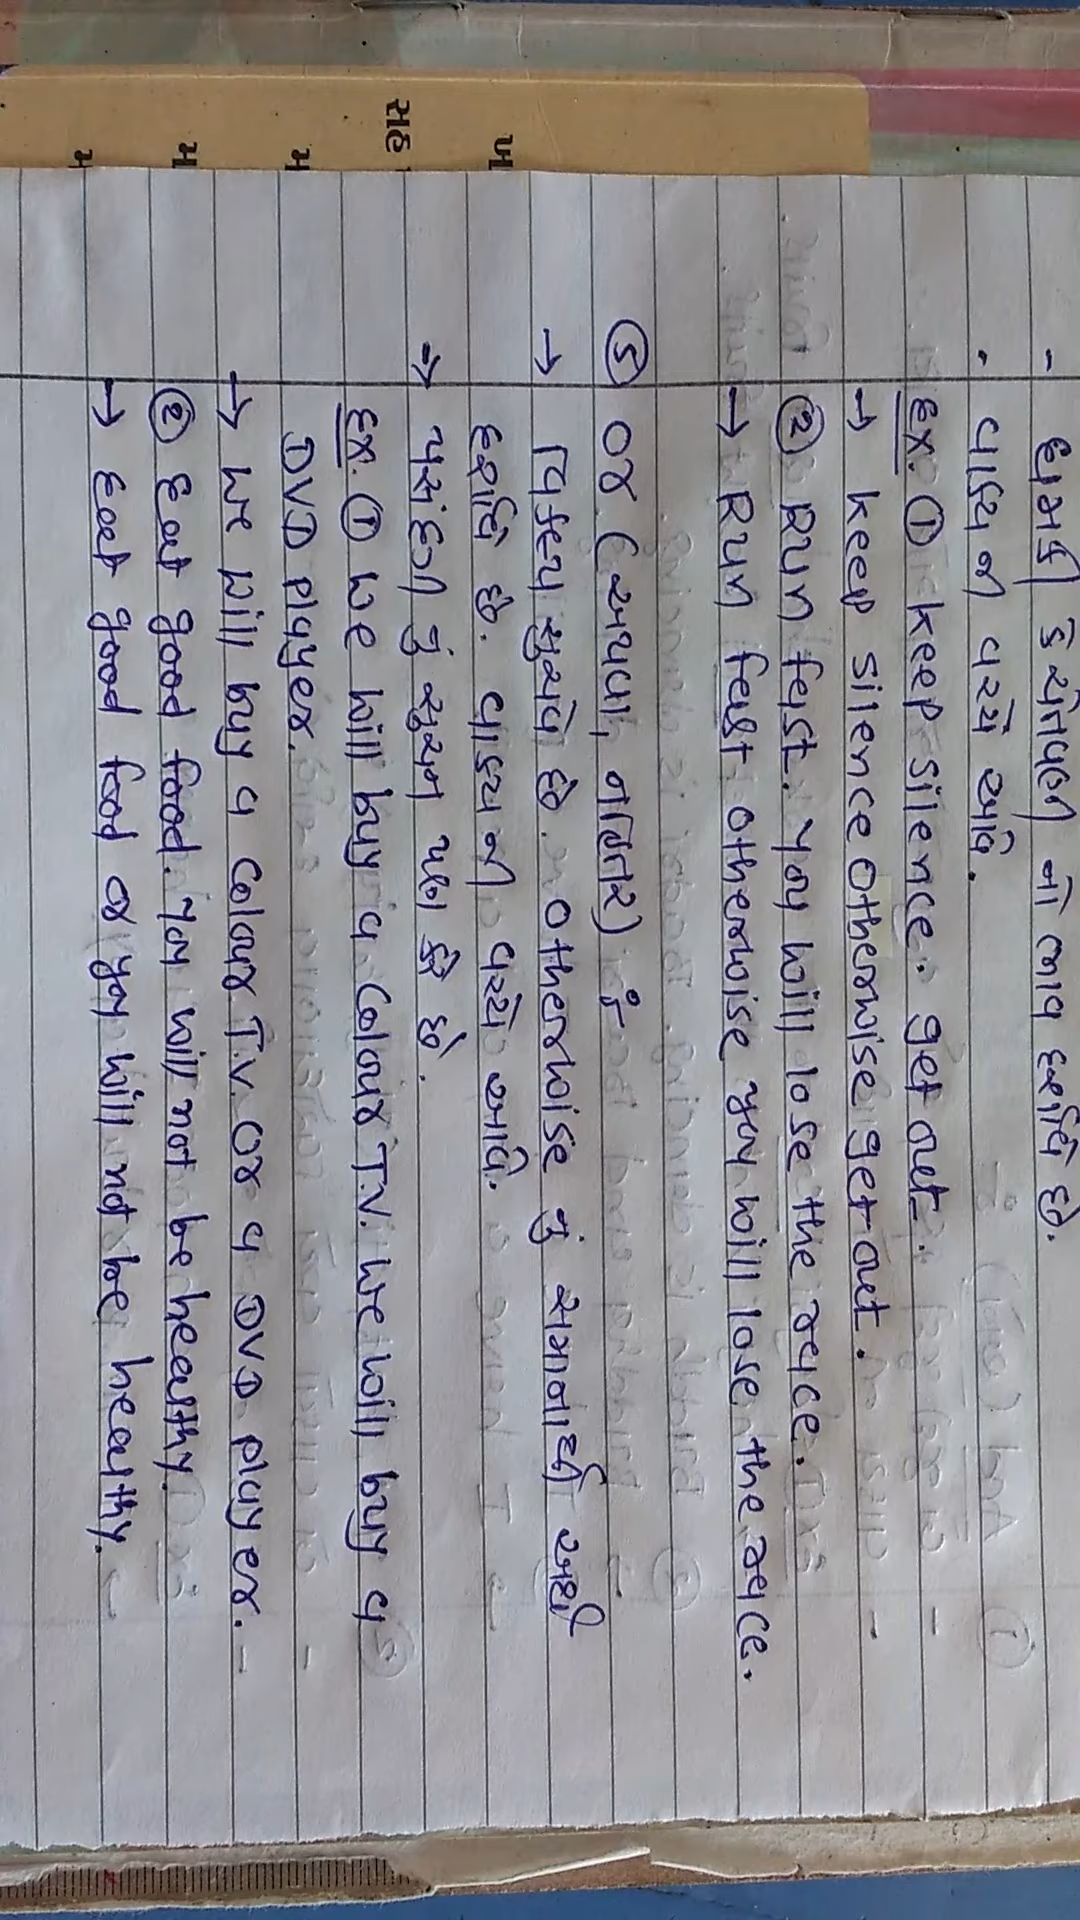 - ધમકી કે ચેતવણી નો ભાવ દર્શાવે છે.
- વાક્ય ની વચ્ચે આવે.
Ex. ① keep silence. get out.
→ keep silence otherwise get out.
② Run fast. You will lose the race.
→ Run fast otherwise you will lose the race.
⑤ or (અથવા, નહિતર) :-
→ વિકલ્પ સુચવે છે. otherwise નું સમાનાર્થી અર્થ
દર્શાવે છે. વાક્ય ની વચ્ચે આવે.
⇒ પસંદગી નું સુચન પણ કરે છે.
Ex. ① we will buy a Colour T.V. we will buy a
DVD player.
→ we will buy a Colour T.V. or a DVD player.
② Eat good food. You will not be healthy.
→ Eat good food or you will not be healthy.
સહ